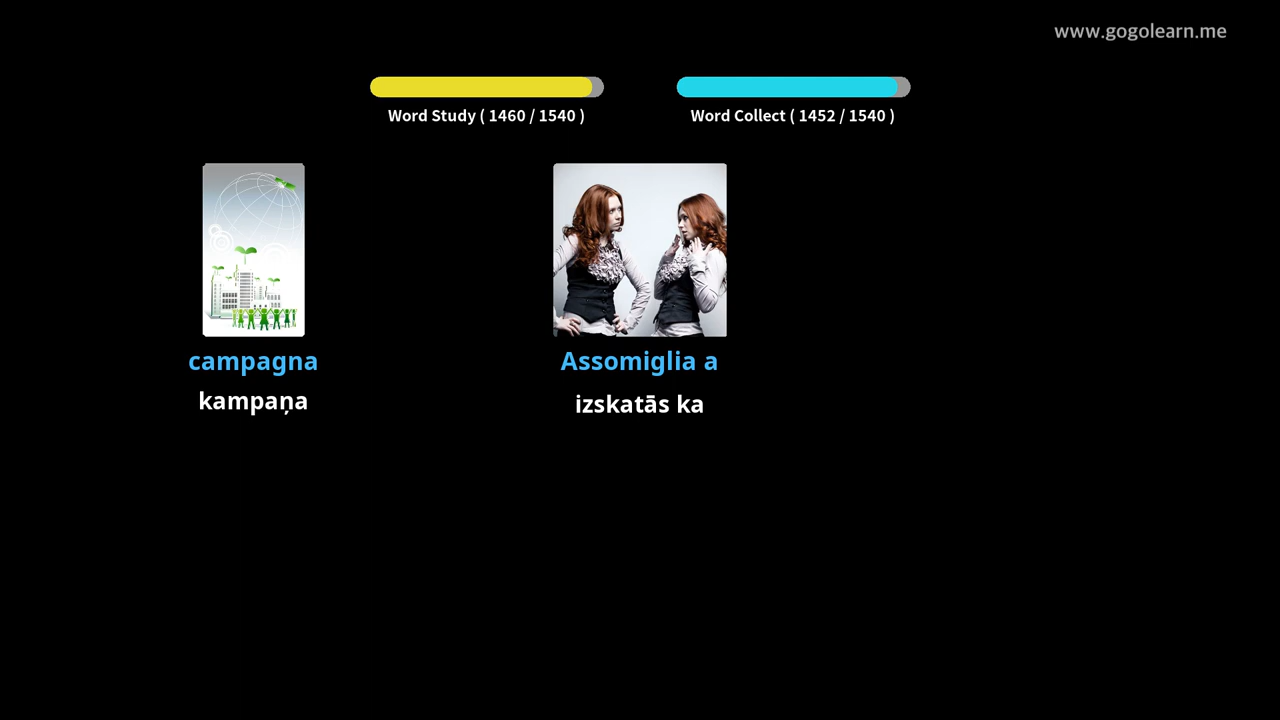 www.gogolearn.me
Word Study ( 1460 / 1540 )
Word Collect ( 1452 / 1540 )
campagna
kampaņa
Assomiglia a
izskatās ka